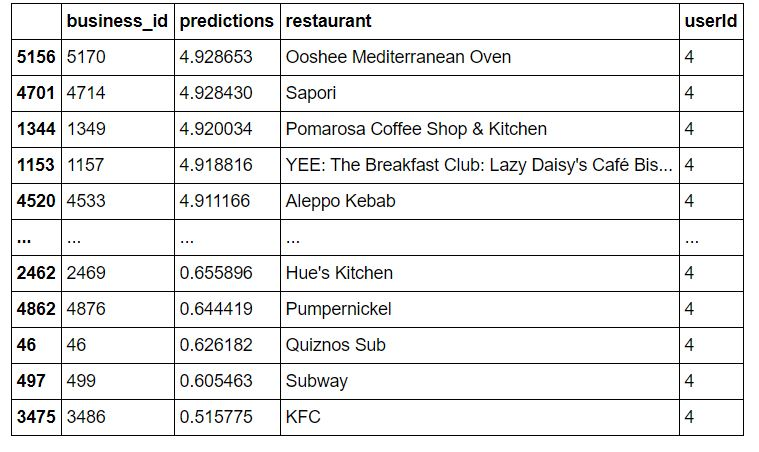 business_id predictions restaurant userId
5156 5170 4.928653 Ooshee Mediterranean Oven 4
4701 4714 4.928430 Sapori 4
1344 1349 4.920034 Pomarosa Coffee Shop & Kitchen 4
1153 1157 4.918816 YEE: The Breakfast Club: Lazy Daisy's Café Bis... 4
4520 4533 4.911166 Aleppo Kebab 4
... ... ... ... ...
2462 2469 0.655896 Hue's Kitchen 4
4862 4876 0.644419 Pumpernickel 4
46 46 0.626182 Quiznos Sub 4
497 499 0.605463 Subway 4
3475 3486 0.515775 KFC 4